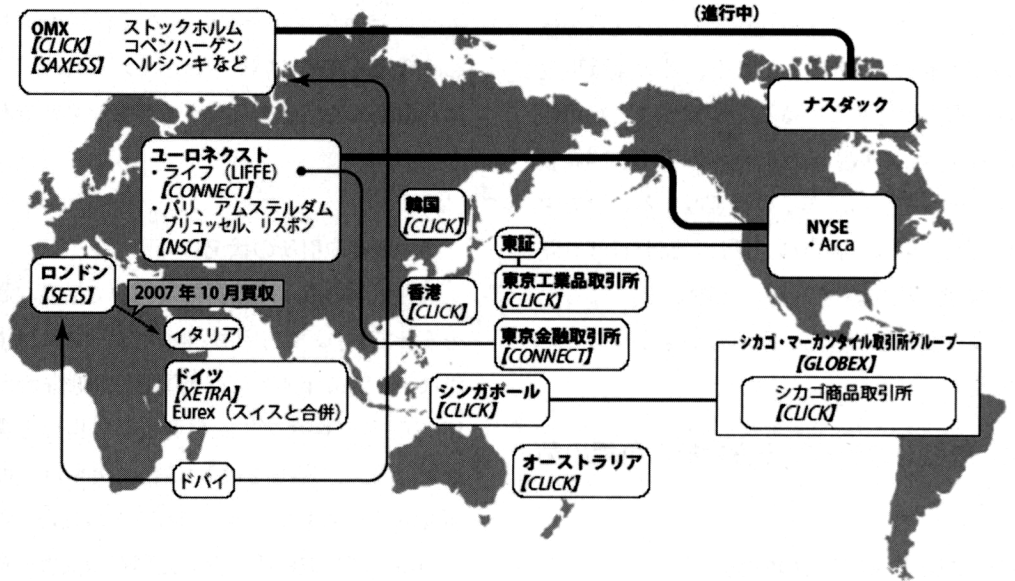 （進行中）
OMX ストックホルム
【CLICK】 コペンハーゲン
【SAXESS】 ヘルシンキ など
ナスダック
ユーロネクスト
・ライフ（LIFFE）
【CONNECT】
・パリ、アムステルダム
ブリュッセル、リスボン
【NSC】
韓国
【CLICK】
NYSE
・Arca
東証
ロンドン
【SETS】
2007年10月買収
イタリア
香港
【CLICK】
東京工業品取引所
【CLICK】
東京金融取引所
【CONNECT】
シカゴ・マーカンタイル取引所グループ
【GLOBEX】
シカゴ商品取引所
【CLICK】
ドイツ
【XETRA】
Eurex（スイスと合併）
シンガポール
【CLICK】
オーストラリア
【CLICK】
ドバイ